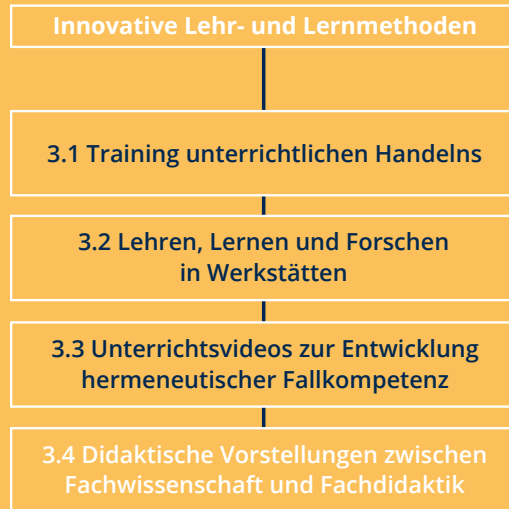 Innovative Lehr- und Lernmethoden
3.1 Training unterrichtlichen Handelns
3.2 Lehren, Lernen und Forschen
in Werkstätten
3.3 Unterrichtsvideos zur Entwicklung
hermeneutischer Fallkompetenz
3.4 Didaktische Vorstellungen zwischen
Fachwissenschaft und Fachdidaktik